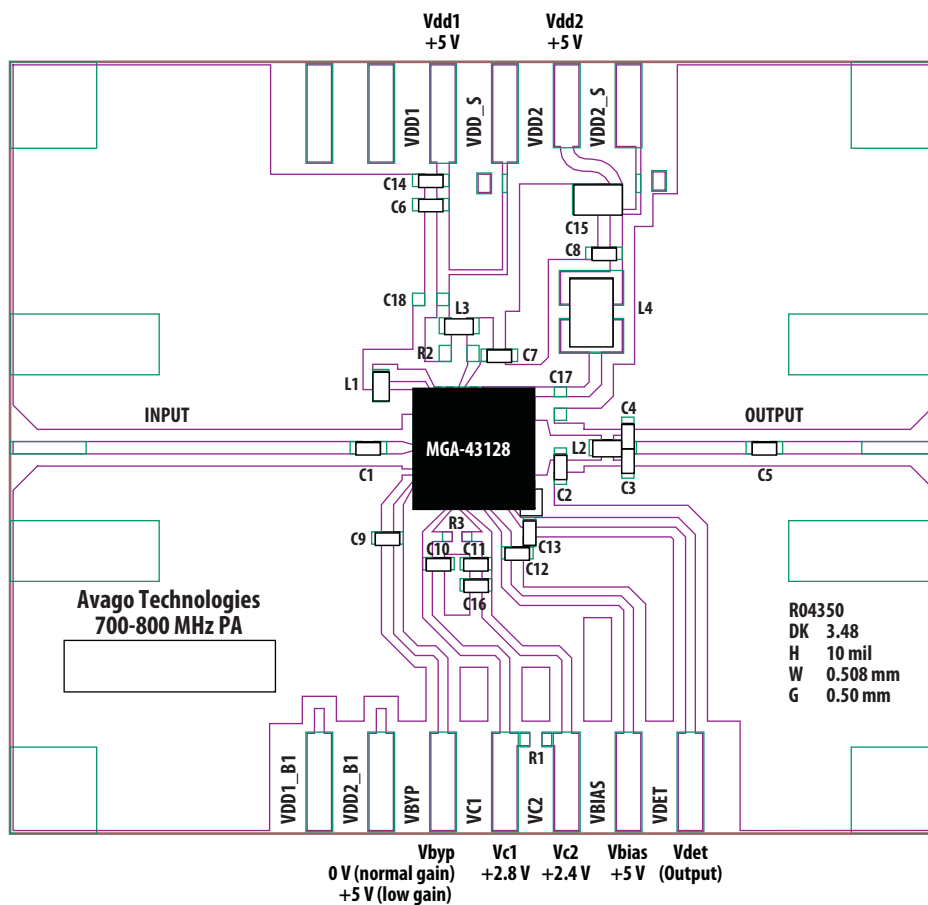 Vdd1
+5 V
Vdd2
+5 V
VDD1
VDD_S
VDD2
VDD2_S
C14
C6
C15
C8
C18
L3
L4
R2
C7
L1
C17
C4
INPUT
OUTPUT
MGA-43128
L2
C1
C2
C3
C5
R3
C9
C10
C11
C13
C12
C16
Avago Technologies
700-800 MHz PA
R04350
DK 3.48
H 10 mil
W 0.508 mm
G 0.50 mm
R1
VDD1_B1
VDD2_B1
VBYP
VC1
VC2
VBIAS
VDET
Vbyp
0 V (normal gain)
+5 V (low gain)
Vc1
+2.8 V
Vc2
+2.4 V
Vbias
+5 V
Vdet
(Output)